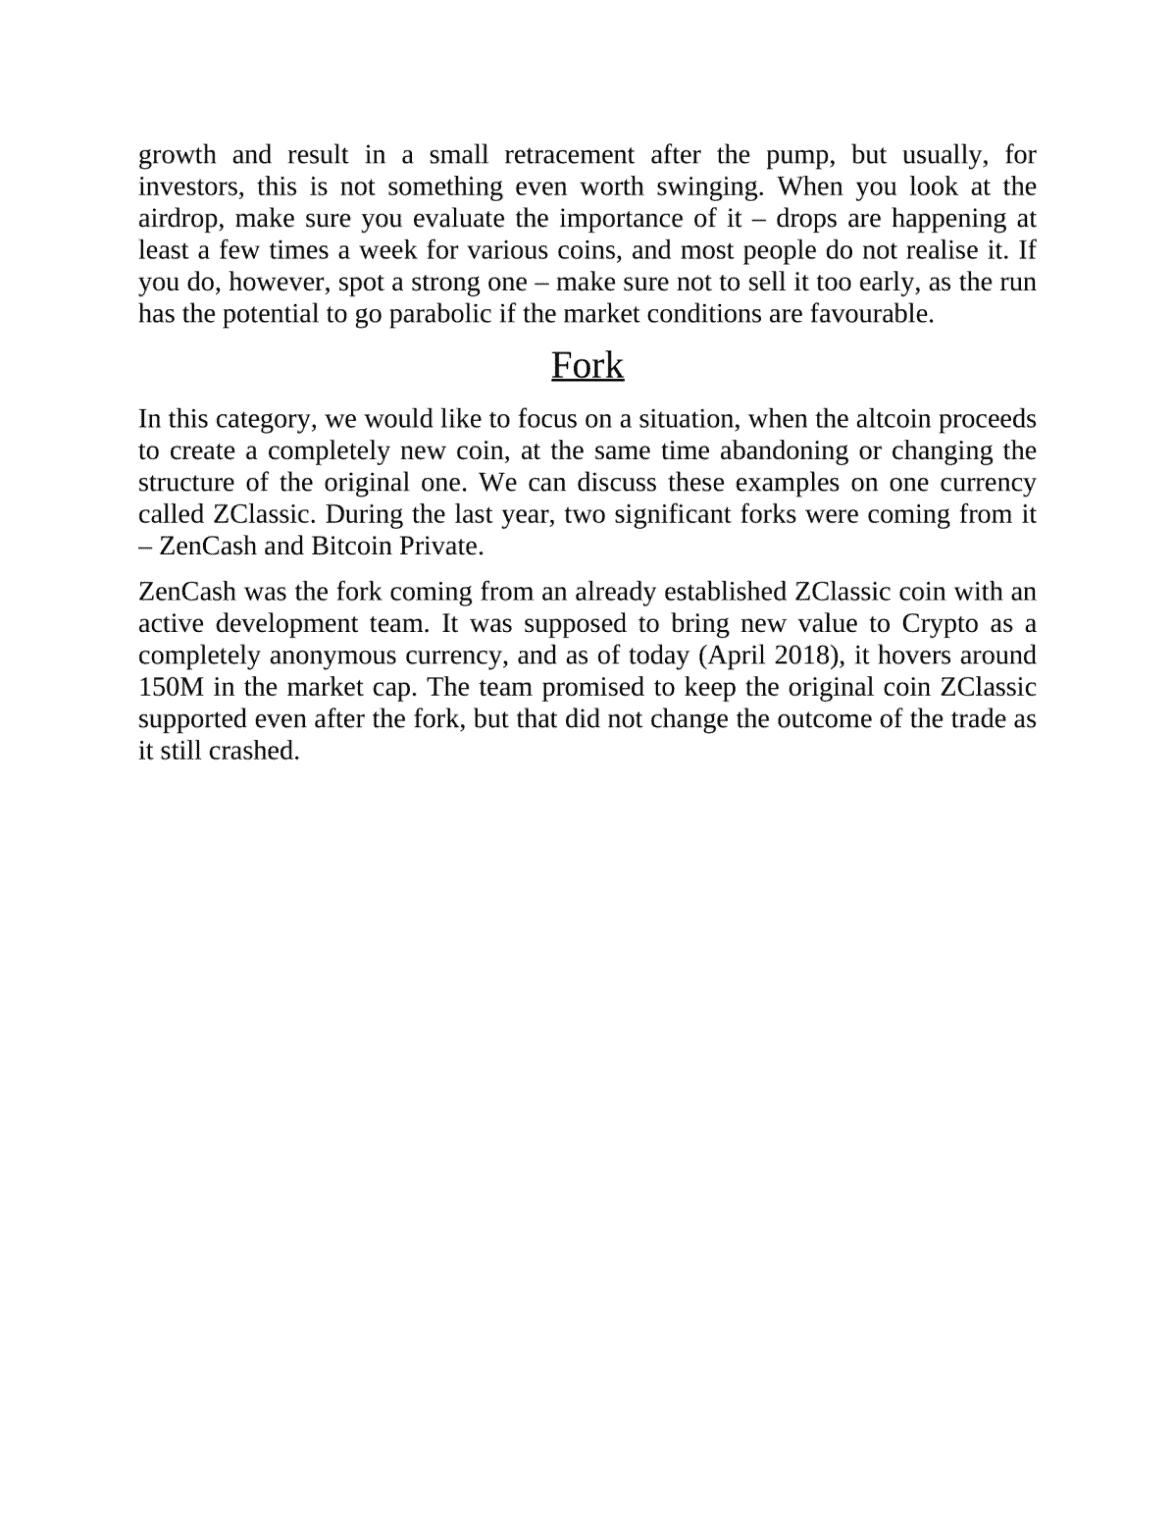 growth and result in a small retracement after the pump, but usually, for
investors, this is not something even worth swinging. When you look at the
airdrop, make sure you evaluate the importance of it – drops are happening at
least a few times a week for various coins, and most people do not realise it. If
you do, however, spot a strong one – make sure not to sell it too early, as the run
has the potential to go parabolic if the market conditions are favourable.
Fork
In this category, we would like to focus on a situation, when the altcoin proceeds
to create a completely new coin, at the same time abandoning or changing the
structure of the original one. We can discuss these examples on one currency
called ZClassic. During the last year, two significant forks were coming from it
– ZenCash and Bitcoin Private.
ZenCash was the fork coming from an already established ZClassic coin with an
active development team. It was supposed to bring new value to Crypto as a
completely anonymous currency, and as of today (April 2018), it hovers around
150M in the market cap. The team promised to keep the original coin ZClassic
supported even after the fork, but that did not change the outcome of the trade as
it still crashed.